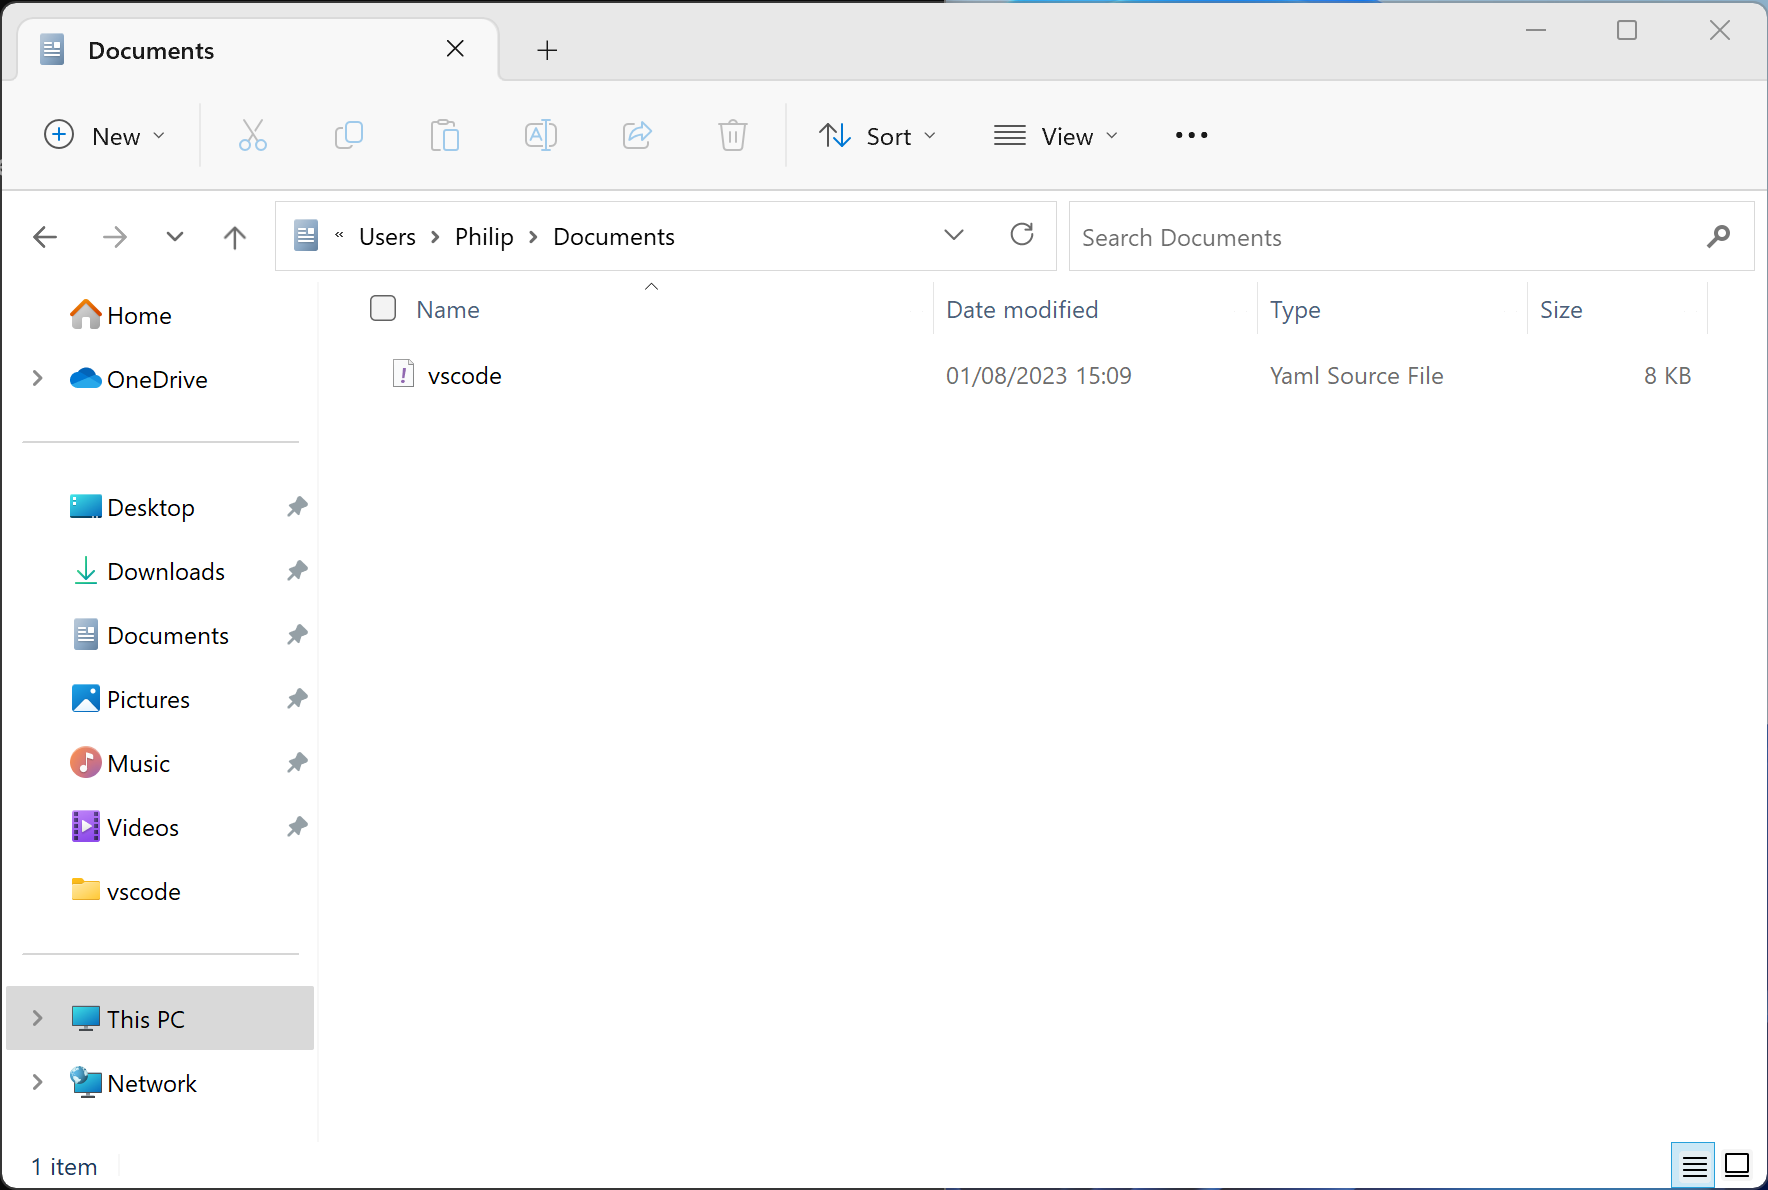 Documents
New
Sort
View
« Users > Philip > Documents
Search Documents
Name
Date modified
Type
Size
vscode
01/08/2023 15:09
Yaml Source File
8 KB
Home
OneDrive
Desktop
Downloads
Documents
Pictures
Music
Videos
vscode
This PC
Network
1 item